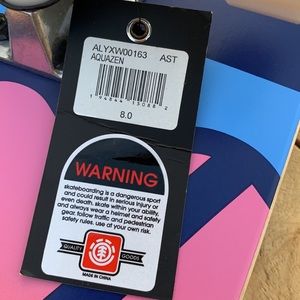 ALYXW00163 AST
AQUAZEN
8.0
WARNING
skateboarding is a dangerous sport
and could result in serious injury or
even death. skate within your ability,
and always wear a helmet and safety
gear. follow traffic and pedestrian
safety rules. use at your own risk.
QUALITY GOODS
MADE IN CHINA